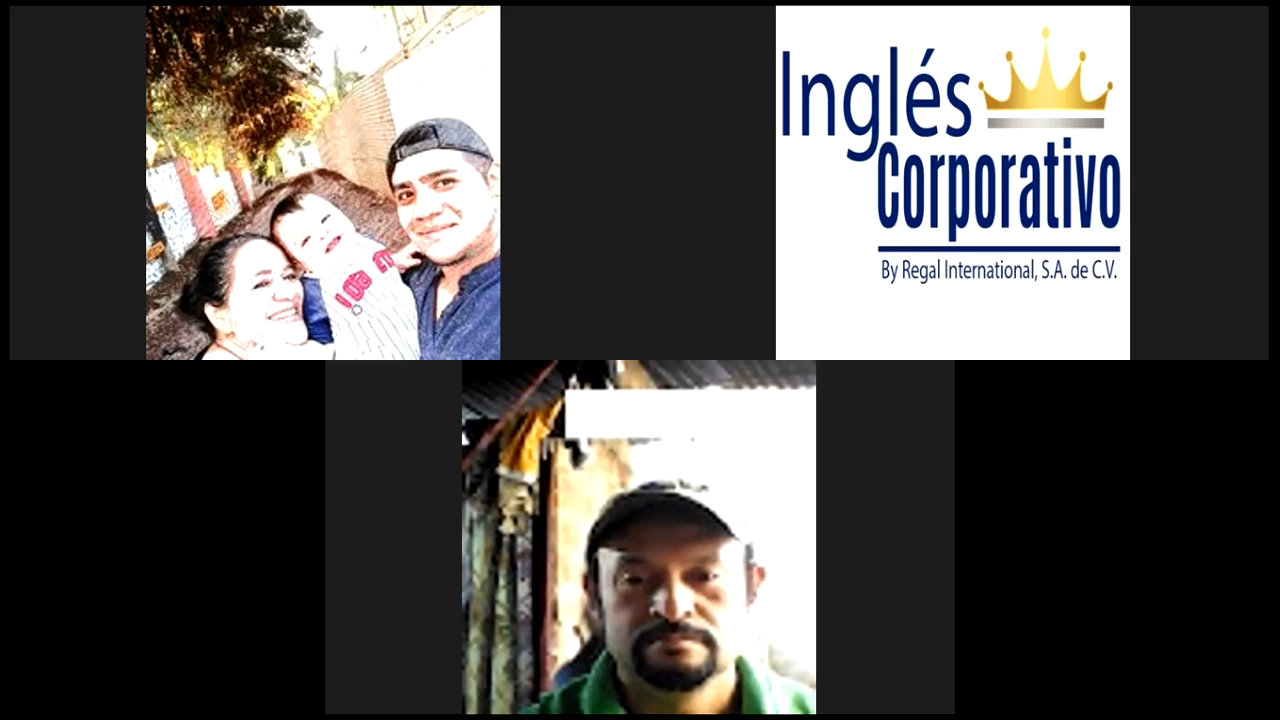 Inglés
Corporativo
By Regal International, S.A. de C.V.